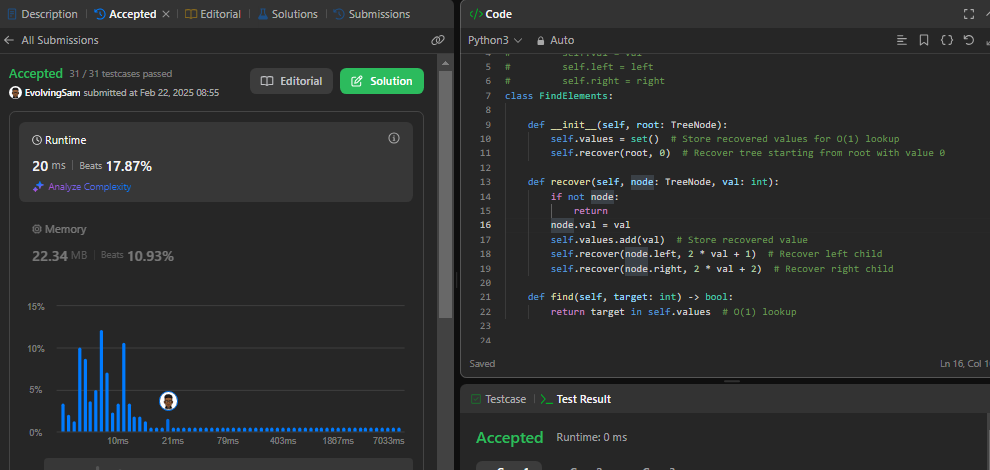 Description
Accepted
Editorial
Solutions
Submissions
All Submissions
Accepted 31 / 31 testcases passed
EvolvingSam submitted at Feb 22, 2025 08:55
Editorial
Solution
Runtime
20 ms Beats 17.87%
Analyze Complexity
Memory
22.34 MB Beats 10.93%
15%
10%
5%
0%
10ms 21ms 79ms 403ms 1867ms 7033ms
</> Code
Python3 Auto
5 # self.left = left
6 # self.right = right
7 class FindElements:
8
9 def __init__(self, root: TreeNode):
10 self.values = set() # Store recovered values for O(1) lookup
11 self.recover(root, 0) # Recover tree starting from root with value 0
12
13 def recover(self, node: TreeNode, val: int):
14 if not node:
15 return
16 node.val = val
17 self.values.add(val) # Store recovered value
18 self.recover(node.left, 2 * val + 1) # Recover left child
19 self.recover(node.right, 2 * val + 2) # Recover right child
20
21 def find(self, target: int) -> bool:
22 return target in self.values # O(1) lookup
23
24
Saved
Ln 16, Col
Testcase
>_ Test Result
Accepted Runtime: 0 ms